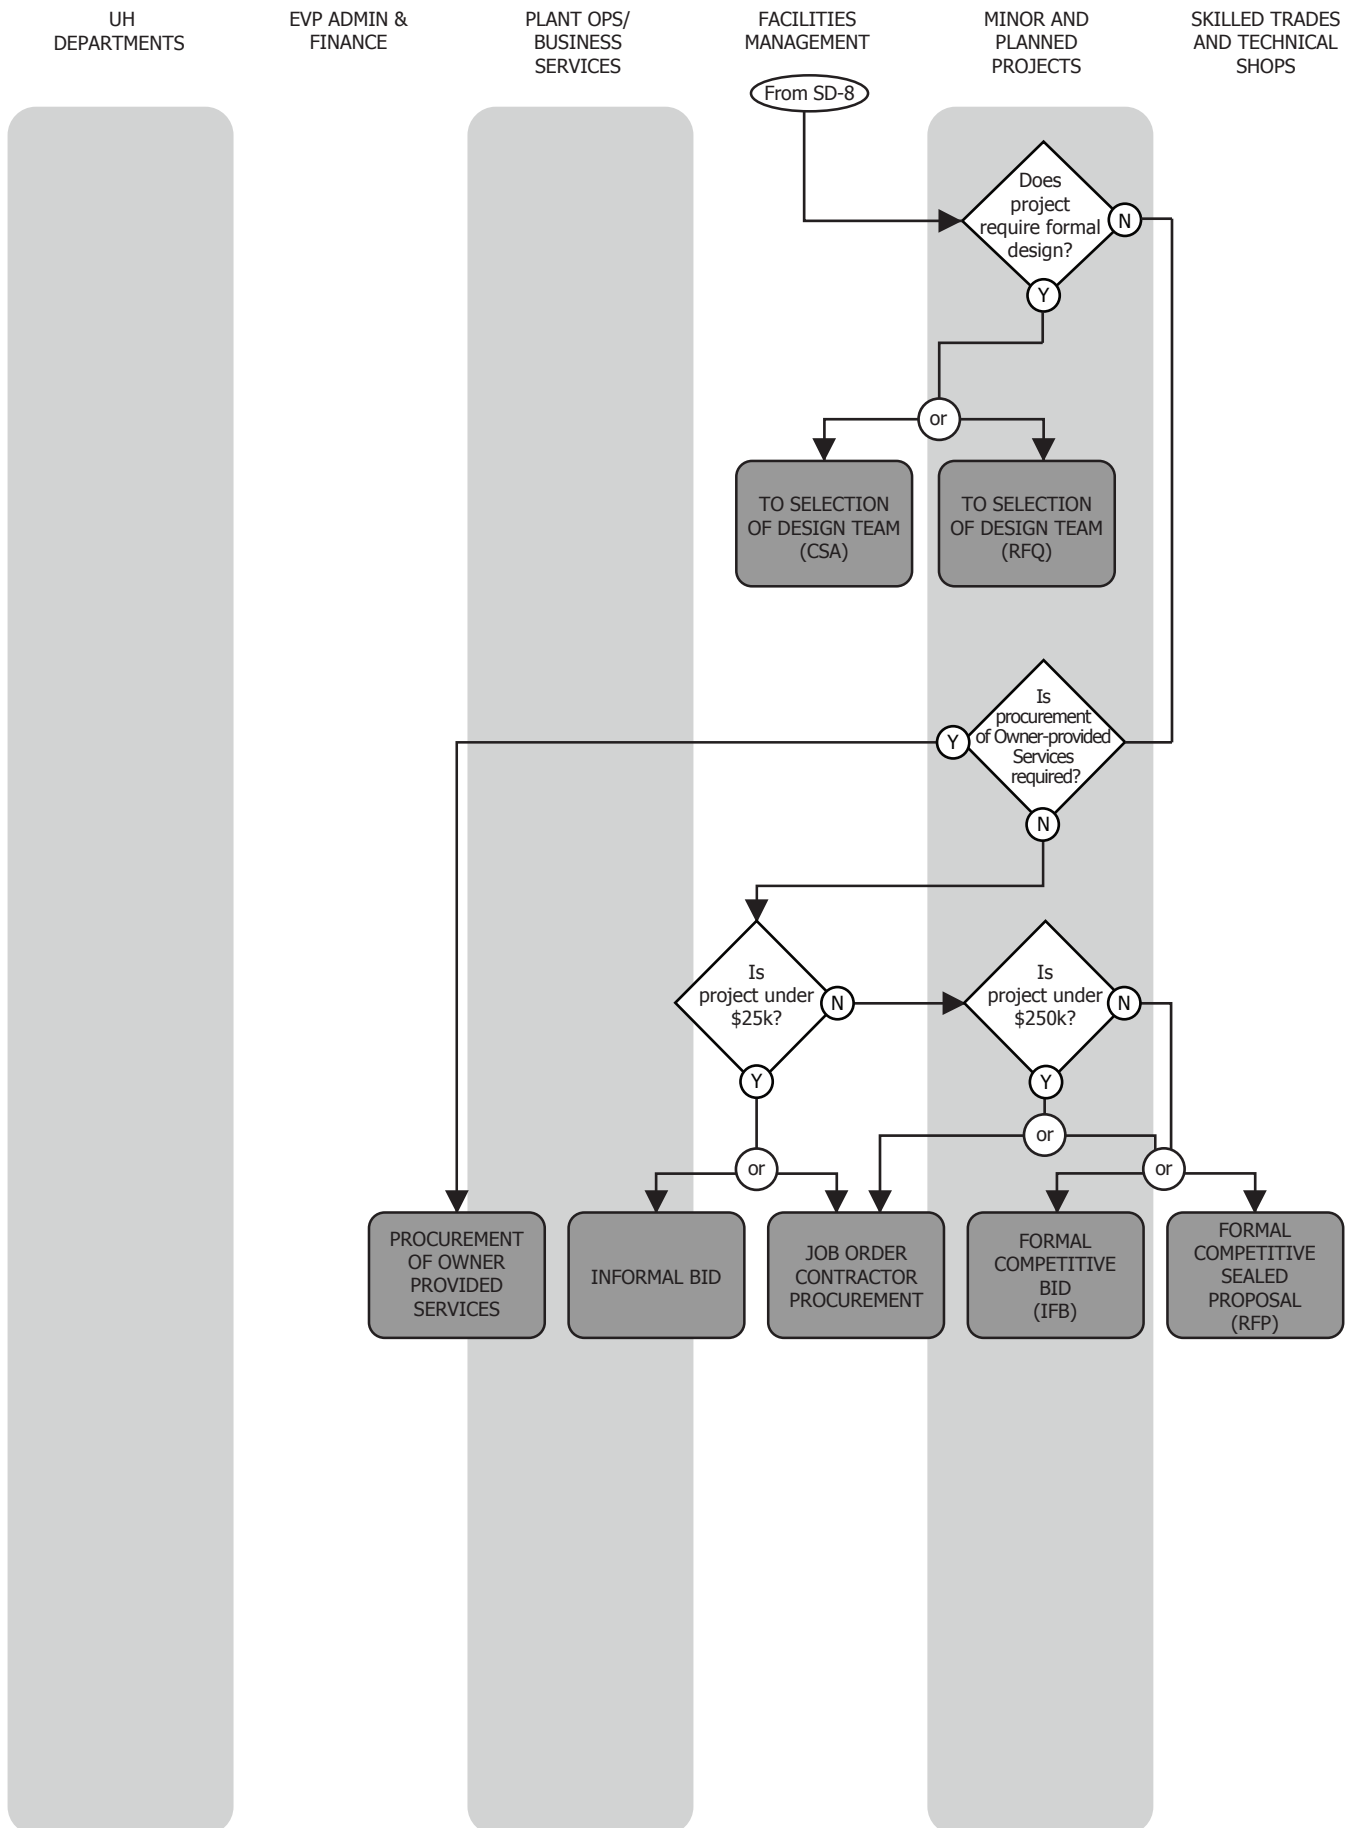 UH
DEPARTMENTS
EVP ADMIN &
FINANCE
PLANT OPS/
BUSINESS
SERVICES
FACILITIES
MANAGEMENT
MINOR AND
PLANNED
PROJECTS
SKILLED TRADES
AND TECHNICAL
SHOPS
From SD-8
Does
project
require formal
design?
N
Y
or
TO SELECTION
OF DESIGN TEAM
(CSA)
TO SELECTION
OF DESIGN TEAM
(RFQ)
Is
procurement
of Owner-provided
Services
required?
Y
N
Is
project under
$25k?
N
Y
Is
project under
$250k?
N
Y
or
or
or
PROCUREMENT
OF OWNER
PROVIDED
SERVICES
INFORMAL BID
JOB ORDER
CONTRACTOR
PROCUREMENT
FORMAL
COMPETITIVE
BID
(IFB)
FORMAL
COMPETITIVE
SEALED
PROPOSAL
(RFP)